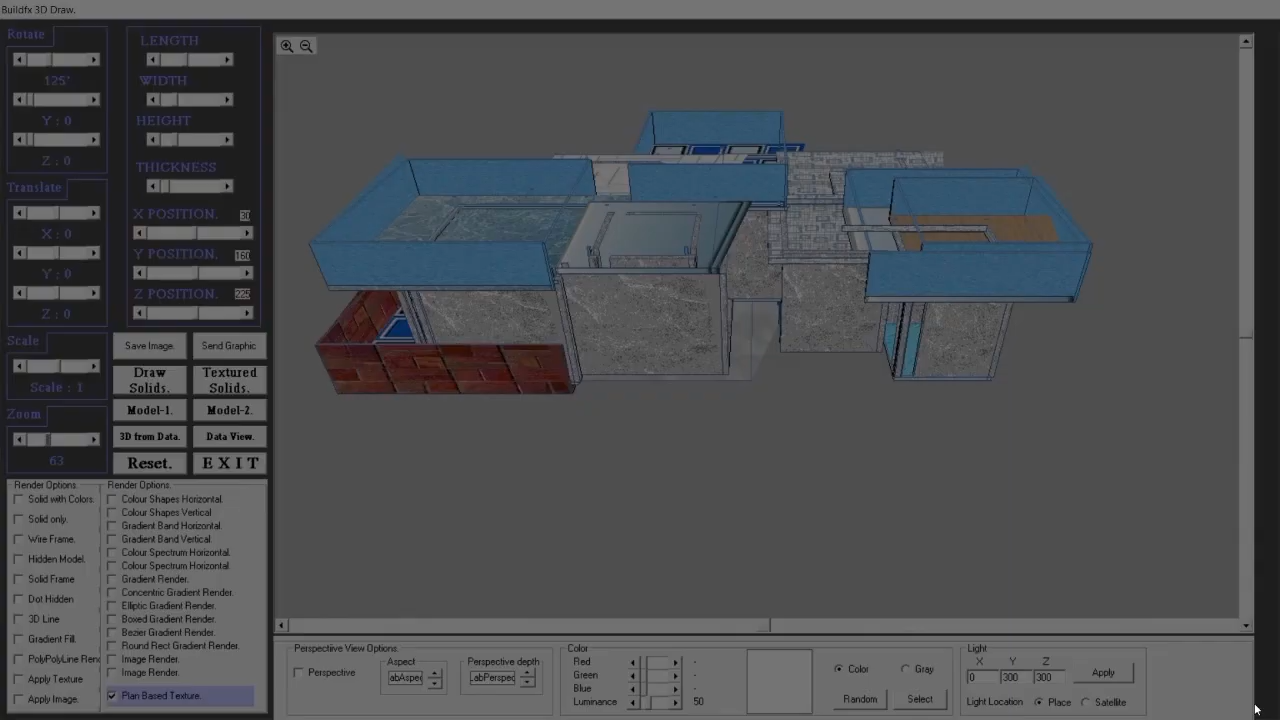 Buildfx 3D Draw.
Rotate
125°
Y : 0
Z : 0
Translate
X : 0
Y : 0
Z : 0
Scale
Scale : 1
Zoom
63
LENGTH
WIDTH
HEIGHT
THICKNESS
X POSITION. 30
Y POSITION. 160
Z POSITION. 225
Save Image. Send Graphic
Draw Solids. Textured Solids.
Model-1. Model-2.
3D from Data. Data View.
Reset. E X I T
Render Options.
Solid with Colors.
Solid only.
Wire Frame.
Hidden Model.
Solid Frame
Dot Hidden
3D Line
Gradient Fill.
PolyPolyLine Rend
Apply Texture
Apply Image.
Render Options.
Colour Shapes Horizontal.
Colour Shapes Vertical
Gradient Band Horizontal.
Gradient Band Vertical.
Colour Spectrum Horizontal.
Colour Spectrum Horizontal.
Gradient Render.
Concentric Gradient Render.
Elliptic Gradient Render.
Boxed Gradient Render.
Bezier Gradient Render.
Round Rect Gradient Render.
Image Render.
Image Render.
Plan Based Texture.
Perspective View Options.
Perspective
Aspect
abAspec
Perspective depth
LabPerspec
Color
Red -
Green -
Blue -
Luminance 50
Color Gray
Random Select
Light
X Y Z
0 300 300 Apply
Light Location Place Satellite